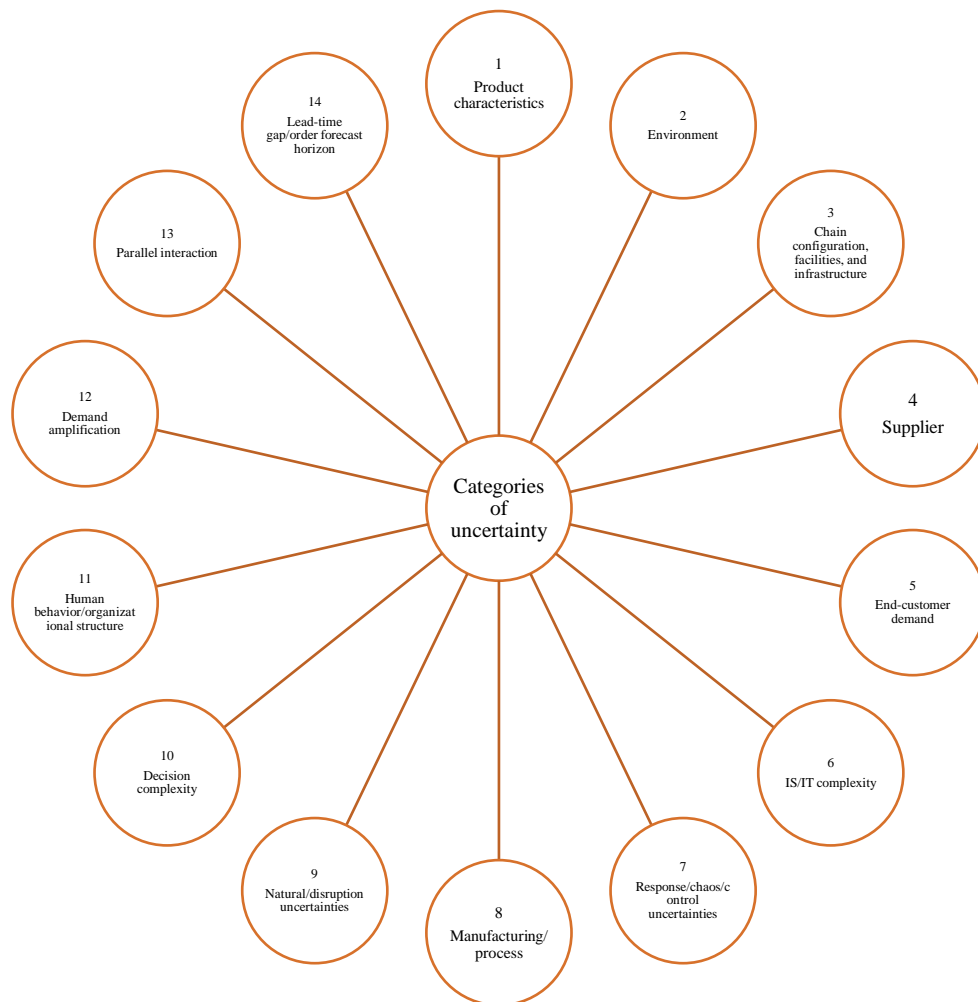 1
Product
characteristics
2
Environment
3
Chain
configuration,
facilities, and
infrastructure
4
Supplier
5
End-customer
demand
6
IS/IT complexity
7
Response/chaos/c
ontrol
uncertainties
8
Manufacturing/
process
9
Natural/disruption
uncertainties
10
Decision
complexity
11
Human
behavior/organizat
ional structure
12
Demand
amplification
13
Parallel interaction
14
Lead-time
gap/order forecast
horizon
Categories
of
uncertainty